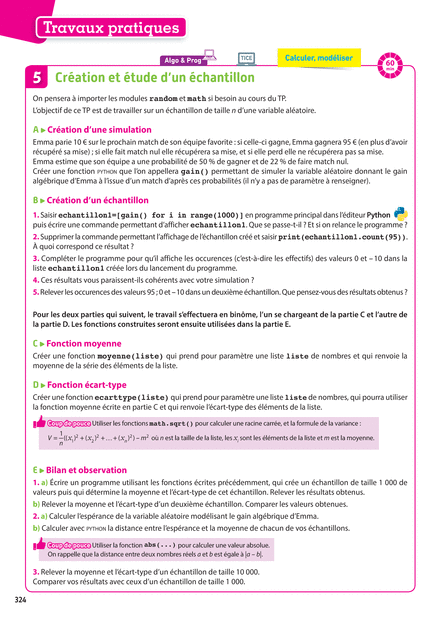 Travaux pratiques
Algo & Prog
TICE
Calculer, modéliser
60
5 Création et étude d'un échantillon
On pensera à importer les modules random et math si besoin au cours du TP.
L'objectif de ce TP est de travailler sur un échantillon de taille n d'une variable aléatoire.
A ▶ Création d'une simulation
Emma parie 10 € sur le prochain match de son équipe favorite : si celle-ci gagne, Emma gagnera 95 € (en plus d'avoir
récupéré sa mise) ; si elle fait match nul elle récupérera sa mise, et si elle perd elle ne récupérera pas sa mise.
Emma estime que son équipe a une probabilité de 50 % de gagner et de 22 % de faire match nul.
Créer une fonction PYTHON que l'on appellera gain() permettant de simuler la variable aléatoire donnant le gain
algébrique d'Emma à l'issue d'un match d'après ces probabilités (il n'y a pas de paramètre à renseigner).
B ▶ Création d'un échantillon
1. Saisir echantillon1=[gain() for i in range(1000)] en programme principal dans l'éditeur Python
puis écrire une commande permettant d'afficher echantillon1. Que se passe-t-il ? Et si on relance le programme ?
2. Supprimer la commande permettant l'affichage de l'échantillon créé et saisir print(echantillon1.count(95)).
À quoi correspond ce résultat ?
3. Compléter le programme pour qu'il affiche les occurences (c'est-à-dire les effectifs) des valeurs 0 et –10 dans la
liste echantillon1 créée lors du lancement du programme.
4. Ces résultats vous paraissent-ils cohérents avec votre simulation ?
5. Relever les occurences des valeurs 95 ; 0 et –10 dans un deuxième échantillon. Que pensez-vous des résultats obtenus ?
Pour les deux parties qui suivent, le travail s'effectuera en binôme, l'un se chargeant de la partie C et l'autre de
la partie D. Les fonctions construites seront ensuite utilisées dans la partie E.
C ▶ Fonction moyenne
Créer une fonction moyenne(liste) qui prend pour paramètre une liste liste de nombres et qui renvoie la
moyenne de la série des éléments de la liste.
D ▶ Fonction écart-type
Créer une fonction ecarttype(liste) qui prend pour paramètre une liste liste de nombres, qui pourra utiliser
la fonction moyenne écrite en partie C et qui renvoie l'écart-type des éléments de la liste.
Coup de pouce Utiliser les fonctions math.sqrt() pour calculer une racine carrée, et la formule de la variance :
V = 1/n((x₁)² + (x₂)² + … + (xₙ)²) – m² où n est la taille de la liste, les xᵢ sont les éléments de la liste et m est la moyenne.
E ▶ Bilan et observation
1. a) Écrire un programme utilisant les fonctions écrites précédemment, qui crée un échantillon de taille 1 000 de
valeurs puis qui détermine la moyenne et l'écart-type de cet échantillon. Relever les résultats obtenus.
b) Relever la moyenne et l'écart-type d'un deuxième échantillon. Comparer les valeurs obtenues.
2. a) Calculer l'espérance de la variable aléatoire modélisant le gain algébrique d'Emma.
b) Calculer avec PYTHON la distance entre l'espérance et la moyenne de chacun de vos échantillons.
Coup de pouce Utiliser la fonction abs(...) pour calculer une valeur absolue.
On rappelle que la distance entre deux nombres réels a et b est égale à |a – b|.
3. Relever la moyenne et l'écart-type d'un échantillon de taille 10 000.
Comparer vos résultats avec ceux d'un échantillon de taille 1 000.
324